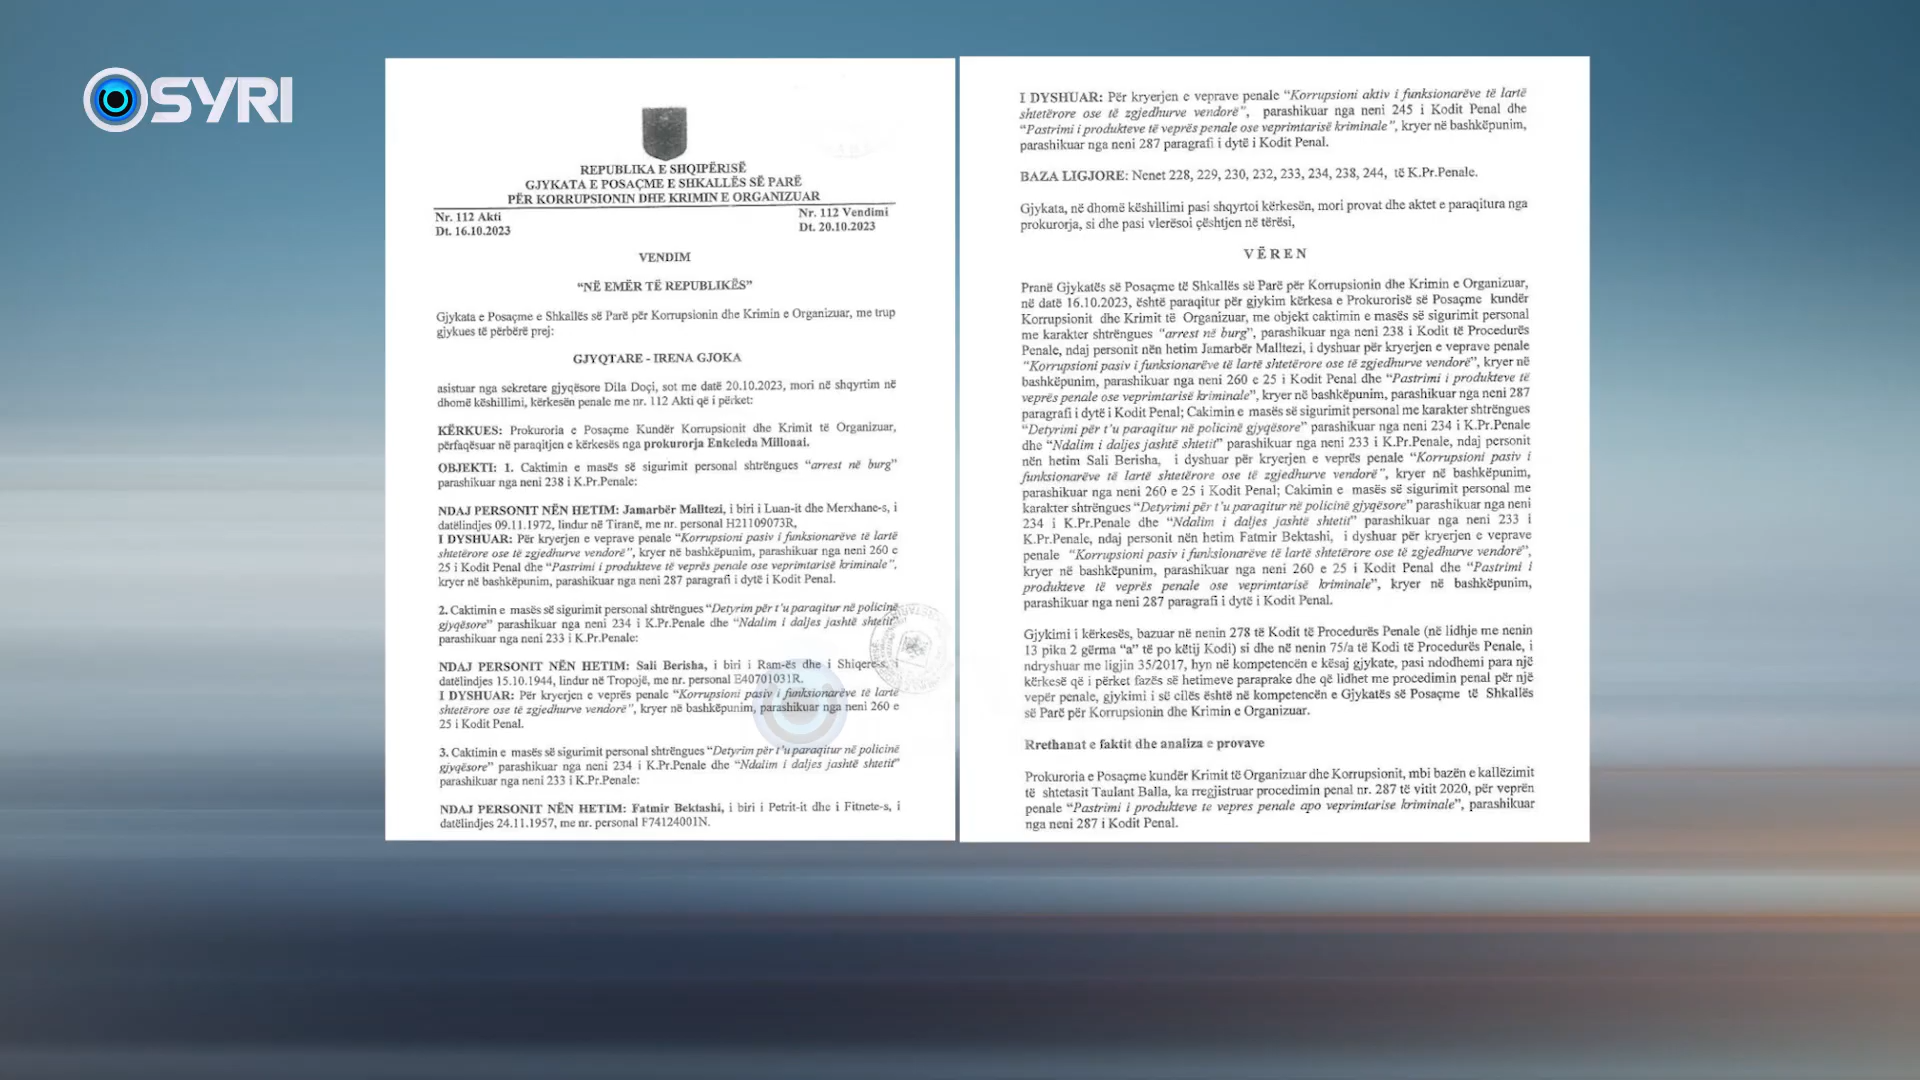 SYRI
REPUBLIKA E SHQIPËRISË
GJYKATA E POSAÇME E SHKALLËS SË PARË
PËR KORRUPSIONIN DHE KRIMIN E ORGANIZUAR
Nr. 112 Akti
Dt. 16.10.2023
Nr. 112 Vendimi
Dt. 20.10.2023
VENDIM
“NË EMËR TË REPUBLIKËS”
Gjykata e Posaçme e Shkallës së Parë për Korrupsionin dhe Krimin e Organizuar, me trup
gjykues të përbërë prej:
GJYQTARE - IRENA GJOKA
asistuar nga sekretare gjyqësore Dila Doçi, sot me datë 20.10.2023, mori në shqyrtim në
dhomë këshillimi, kërkesën penale me nr. 112 Akti që i përket:
KËRKUES: Prokuroria e Posaçme Kundër Korrupsionit dhe Krimit të Organizuar,
përfaqësuar në paraqitjen e kërkesës nga prokurorja Enkeleda Millonai.
OBJEKTI: 1. Caktimin e masës së sigurimit personal shtrëngues “arrest në burg”
parashikuar nga neni 238 i K.Pr.Penale:
NDAJ PERSONIT NËN HETIM: Jamarbër Malltezi, i biri i Luan-it dhe Merxhane-s, i
datëlindjes 09.11.1972, lindur në Tiranë, me nr. personal H21109073R,
I DYSHUAR: Për kryerjen e veprave penale “Korrupsioni pasiv i funksionarëve të lartë
shtetërore ose të zgjedhurve vendorë”, kryer në bashkëpunim, parashikuar nga neni 260 e
25 i Kodit Penal dhe “Pastrimi i produkteve të veprës penale ose veprimtarisë kriminale”,
kryer në bashkëpunim, parashikuar nga neni 287 paragrafi i dytë i Kodit Penal.
2. Caktimin e masës së sigurimit personal shtrëngues “Detyrim për t’u paraqitur në policinë
gjyqësore” parashikuar nga neni 234 i K.Pr.Penale dhe “Ndalim i daljes jashtë shtetit”
parashikuar nga neni 233 i K.Pr.Penale:
NDAJ PERSONIT NËN HETIM: Sali Berisha, i biri i Ram-ës dhe i Shiqere-s, i
datëlindjes 15.10.1944, lindur në Tropojë, me nr. personal E40701031R.
I DYSHUAR: Për kryerjen e veprës penale “Korrupsioni pasiv i funksionarëve të lartë
shtetërore ose të zgjedhurve vendorë”, kryer në bashkëpunim, parashikuar nga neni 260 e
25 i Kodit Penal.
3. Caktimin e masës së sigurimit personal shtrëngues “Detyrim për t’u paraqitur në policinë
gjyqësore” parashikuar nga neni 234 i K.Pr.Penale dhe “Ndalim i daljes jashtë shtetit”
parashikuar nga neni 233 i K.Pr.Penale:
NDAJ PERSONIT NËN HETIM: Fatmir Bektashi, i biri i Petrit-it dhe i Fitnete-s, i
datëlindjes 24.11.1957, me nr. personal F74124001N.
I DYSHUAR: Për kryerjen e veprave penale “Korrupsioni aktiv i funksionarëve të lartë
shtetërore ose të zgjedhurve vendorë”, parashikuar nga neni 245 i Kodit Penal dhe
“Pastrimi i produkteve të veprës penale ose veprimtarisë kriminale”, kryer në bashkëpunim,
parashikuar nga neni 287 paragrafi i dytë i Kodit Penal.
BAZA LIGJORE: Nenet 228, 229, 230, 232, 233, 234, 238, 244, të K.Pr.Penale.
Gjykata, në dhomë këshillimi pasi shqyrtoi kërkesën, mori provat dhe aktet e paraqitura nga
prokurorja, si dhe pasi vlerësoi çështjen në tërësi,
VËREN
Pranë Gjykatës së Posaçme të Shkallës së Parë për Korrupsionin dhe Krimin e Organizuar,
në datë 16.10.2023, është paraqitur për gjykim kërkesa e Prokurorisë së Posaçme kundër
Korrupsionit dhe Krimit të Organizuar, me objekt caktimin e masës së sigurimit personal
me karakter shtrëngues “arrest në burg”, parashikuar nga neni 238 i Kodit të Procedurës
Penale, ndaj personit nën hetim Jamarbër Malltezi, i dyshuar për kryerjen e veprave penale
“Korrupsioni pasiv i funksionarëve të lartë shtetërore ose të zgjedhurve vendorë”, kryer në
bashkëpunim, parashikuar nga neni 260 e 25 i Kodit Penal dhe “Pastrimi i produkteve të
veprës penale ose veprimtarisë kriminale”, kryer në bashkëpunim, parashikuar nga neni 287
paragrafi i dytë i Kodit Penal; Cakimin e masës së sigurimit personal me karakter shtrëngues
“Detyrimi për t’u paraqitur në policinë gjyqësore” parashikuar nga neni 234 i K.Pr.Penale
dhe “Ndalim i daljes jashtë shtetit” parashikuar nga neni 233 i K.Pr.Penale, ndaj personit
nën hetim Sali Berisha, i dyshuar për kryerjen e veprës penale “Korrupsioni pasiv i
funksionarëve të lartë shtetërore ose të zgjedhurve vendorë”, kryer në bashkëpunim,
parashikuar nga neni 260 e 25 i Kodit Penal; Cakimin e masës së sigurimit personal me
karakter shtrëngues “Detyrimi për t’u paraqitur në policinë gjyqësore” parashikuar nga neni
234 i K.Pr.Penale dhe “Ndalim i daljes jashtë shtetit” parashikuar nga neni 233 i
K.Pr.Penale, ndaj personit nën hetim Fatmir Bektashi, i dyshuar për kryerjen e veprave
penale “Korrupsioni pasiv i funksionarëve të lartë shtetërore ose të zgjedhurve vendorë”,
kryer në bashkëpunim, parashikuar nga neni 260 e 25 i Kodit Penal dhe “Pastrimi i
produkteve të veprës penale ose veprimtarisë kriminale”, kryer në bashkëpunim,
parashikuar nga neni 287 paragrafi i dytë i Kodit Penal.
Gjykimi i kërkesës, bazuar në nenin 278 të Kodit të Procedurës Penale (në lidhje me nenin
13 pika 2 gërma “a” të po këtij Kodi) si dhe në nenin 75/a të Kodi të Procedurës Penale, i
ndryshuar me ligjin 35/2017, hyn në kompetencën e kësaj gjykate, pasi ndodhemi para një
kërkesë që i përket fazës së hetimeve paraprake dhe që lidhet me procedimin penal për një
vepër penale, gjykimi i së cilës është në kompetencën e Gjykatës së Posaçme të Shkallës
së Parë për Korrupsionin dhe Krimin e Organizuar.
Rrethanat e faktit dhe analiza e provave
Prokuroria e Posaçme kundër Krimit të Organizuar dhe Korrupsionit, mbi bazën e kallëzimit
të shtetasit Taulant Balla, ka rregjistruar procedimin penal nr. 287 të vitit 2020, për veprën
penale “Pastrimi i produkteve te vepres penale apo veprimtarise kriminale”, parashikuar
nga neni 287 i Kodit Penal.